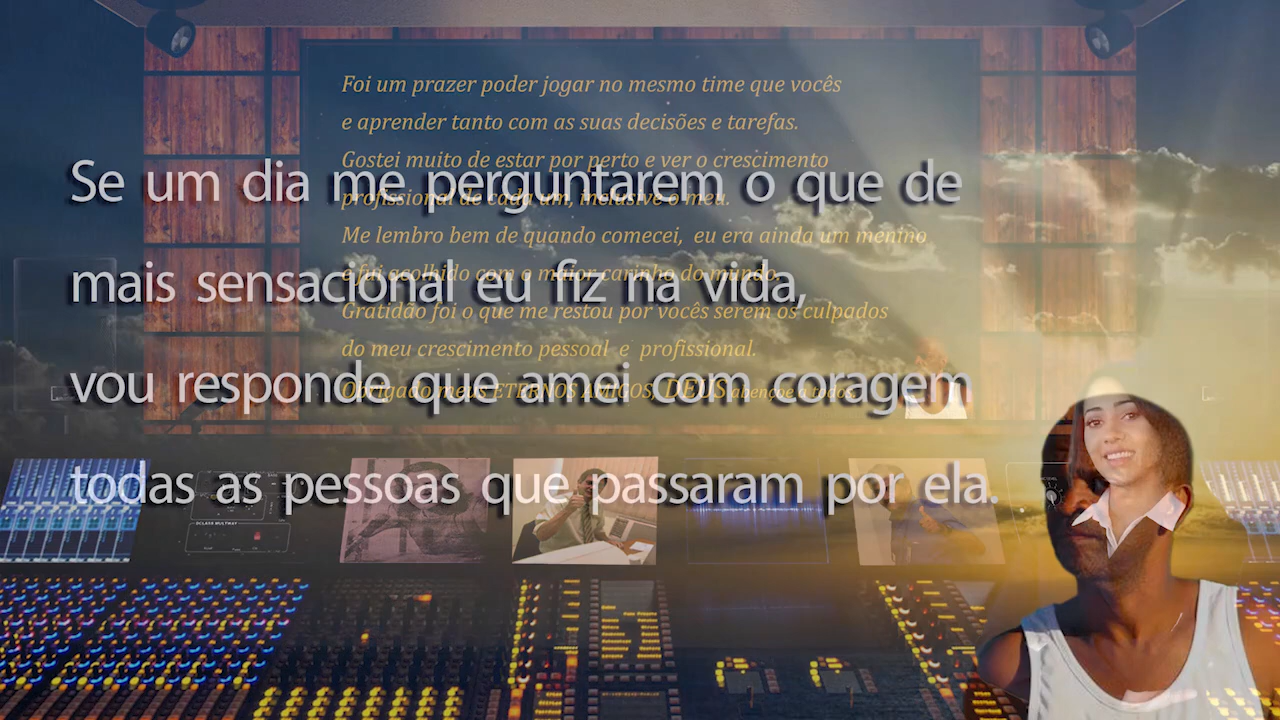 Foi um prazer poder jogar no mesmo time que vocês
e aprender tanto com as suas decisões e tarefas.
Gostei muito de estar por perto e ver o crescimento
Se um dia me perguntarem o que de
profissional de cada um, inclusive o meu.
Me lembro bem de quando comecei, eu era ainda um menino
e fui acolhido com o maior carinho do mundo.
mais sensacional eu fiz na vida,
Gratidão foi o que me restou por vocês serem os culpados
do meu crescimento pessoal e profissional.
Obrigado meus ETERNOS AMIGOS, DEUS abençoe a todos.
vou responde que amei com coragem
todas as pessoas que passaram por ela.